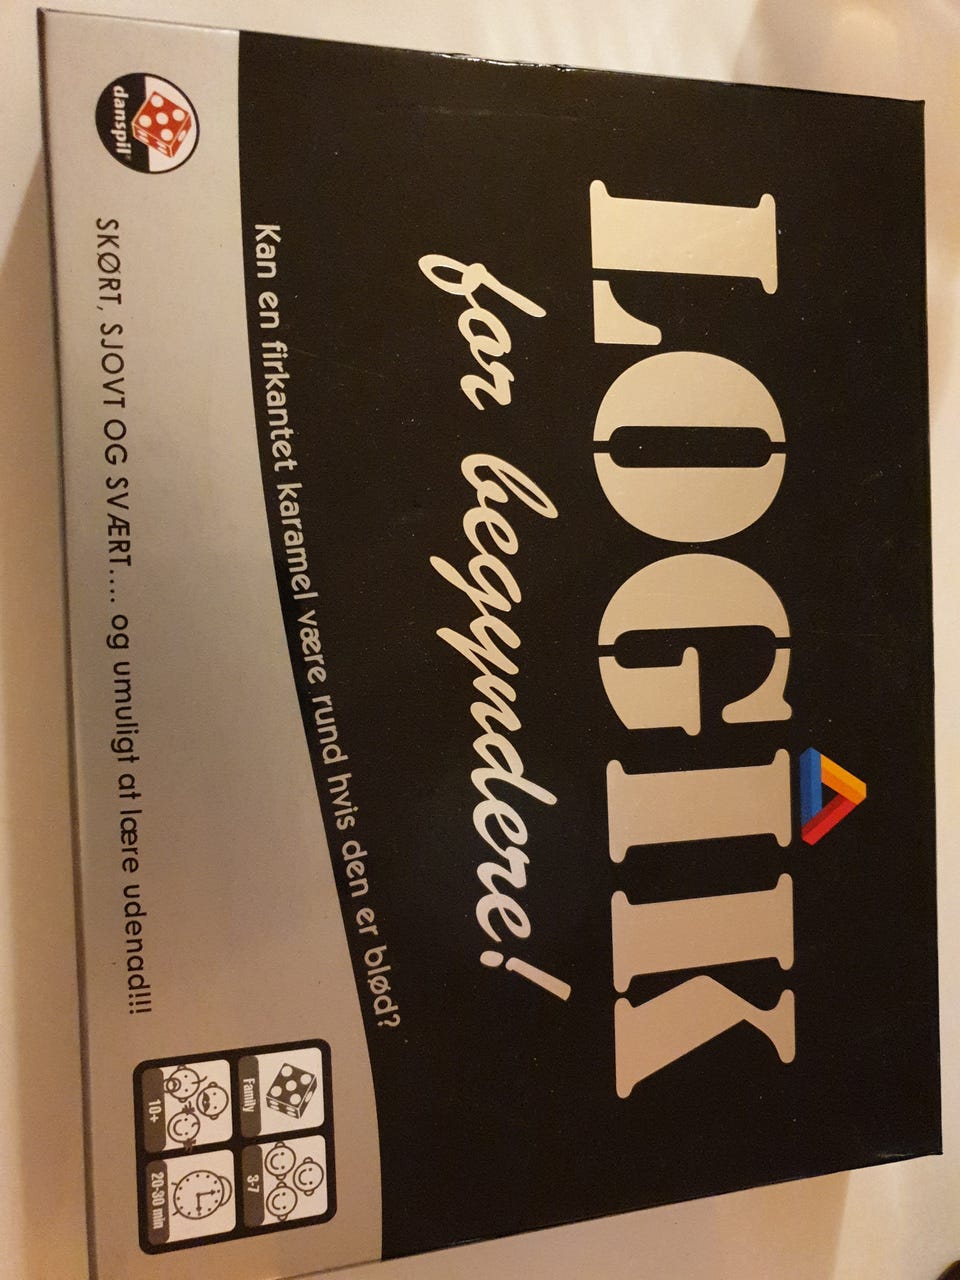 LOGIK
for begyndere!
Kan en firkantet karamel være rund hvis den er blød?
danspil
SKØRT, SJOVT OG SVÆRT.... og umuligt at lære udenad!!!
Family
3-7
10+
20-30 min